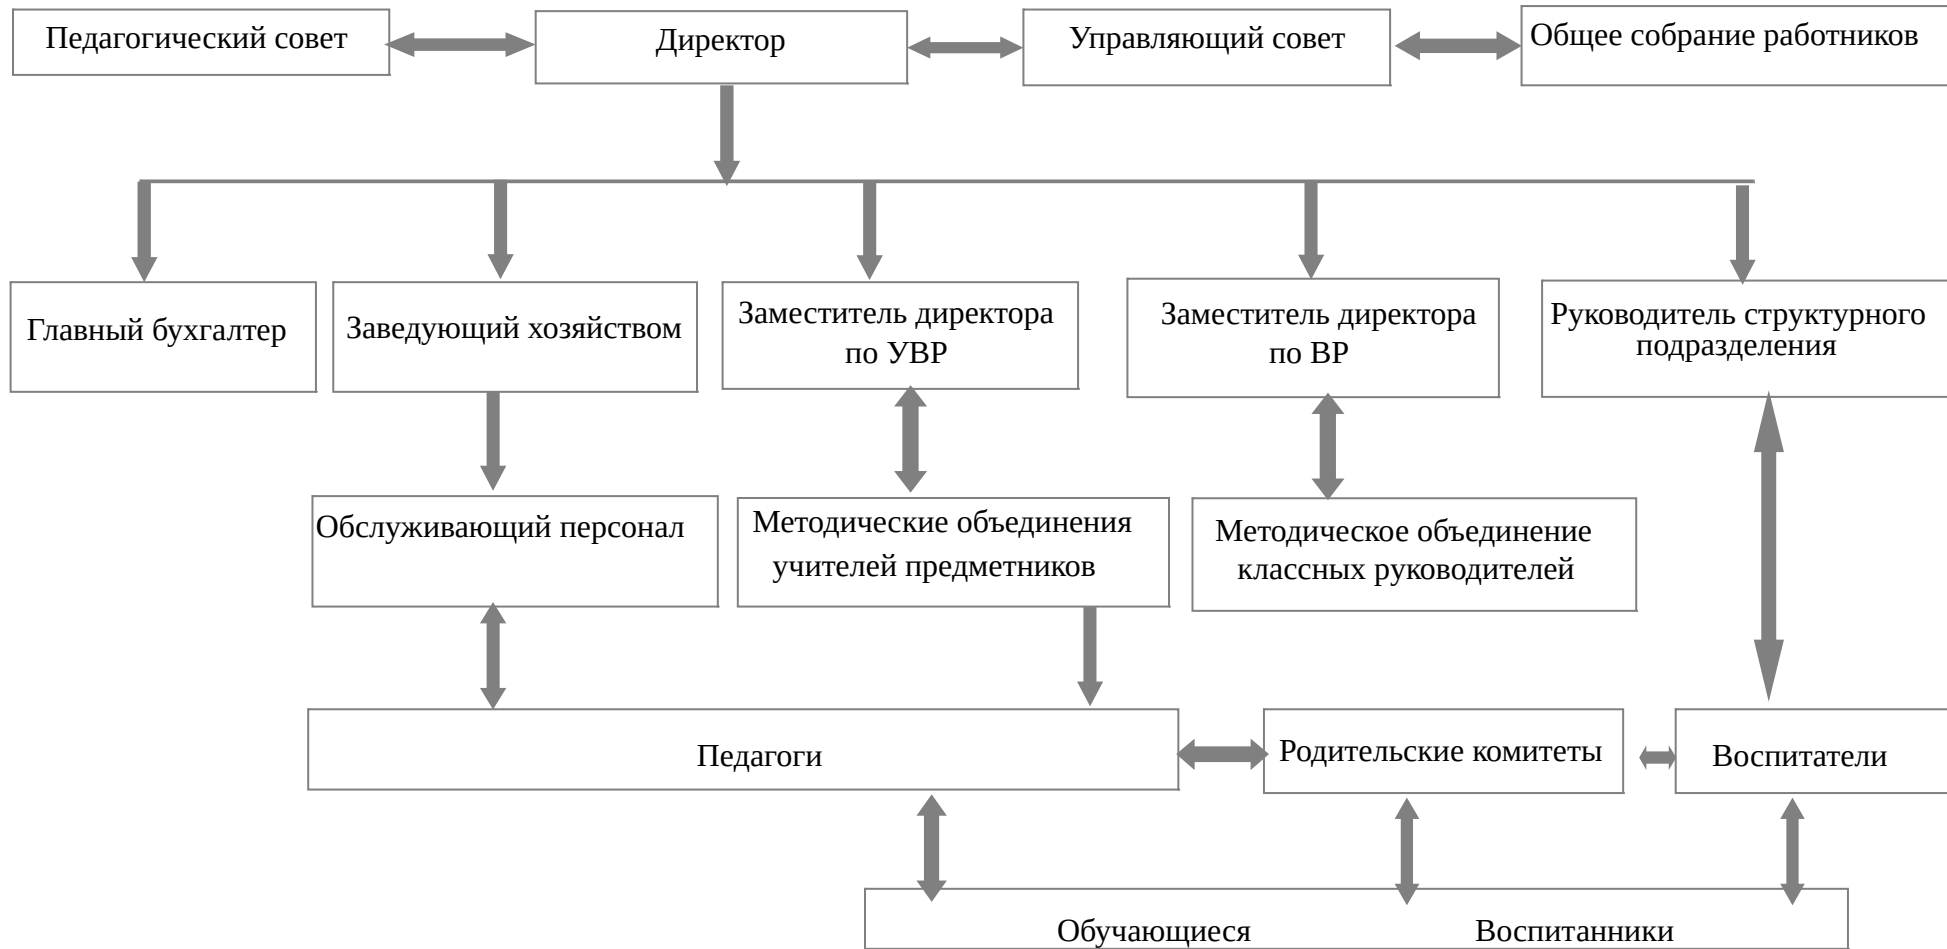 Педагогический совет
Директор
Управляющий совет
Общее собрание работников
Главный бухгалтер
Заведующий хозяйством
Заместитель директора
по УВР
Заместитель директора
по ВР
Руководитель структурного
подразделения
Обслуживающий персонал
Методические объединения
учителей предметников
Методическое объединение
классных руководителей
Педагоги
Родительские комитеты
Воспитатели
Обучающиеся
Воспитанники